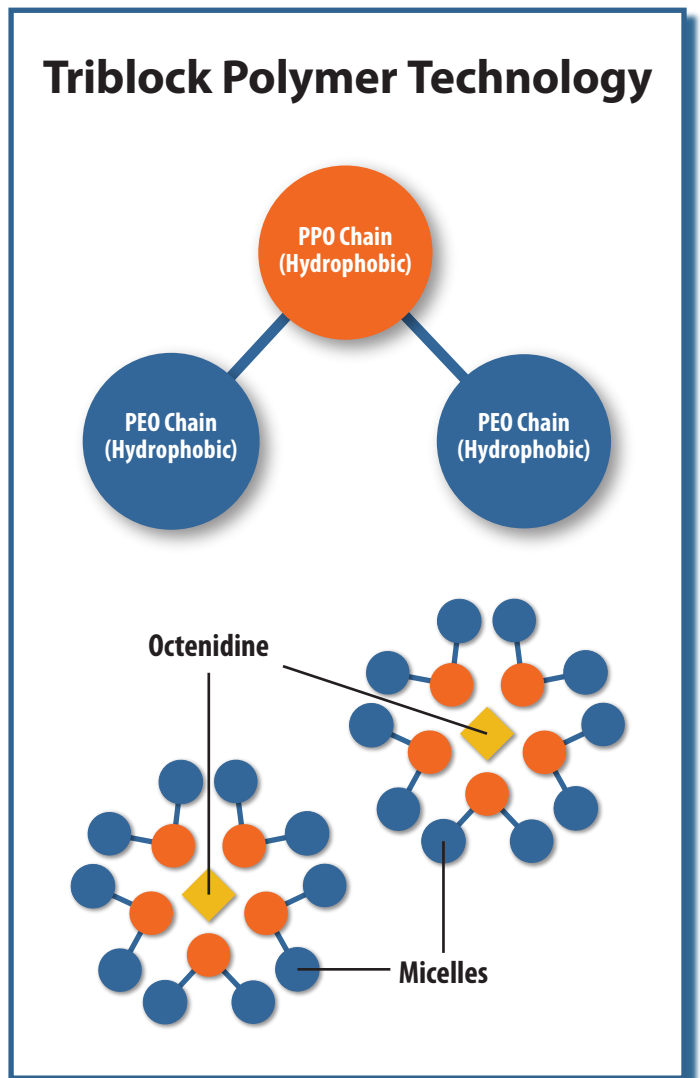 Triblock Polymer Technology
PPO Chain
(Hydrophobic)
PEO Chain
(Hydrophobic)
PEO Chain
(Hydrophobic)
Octenidine
Micelles